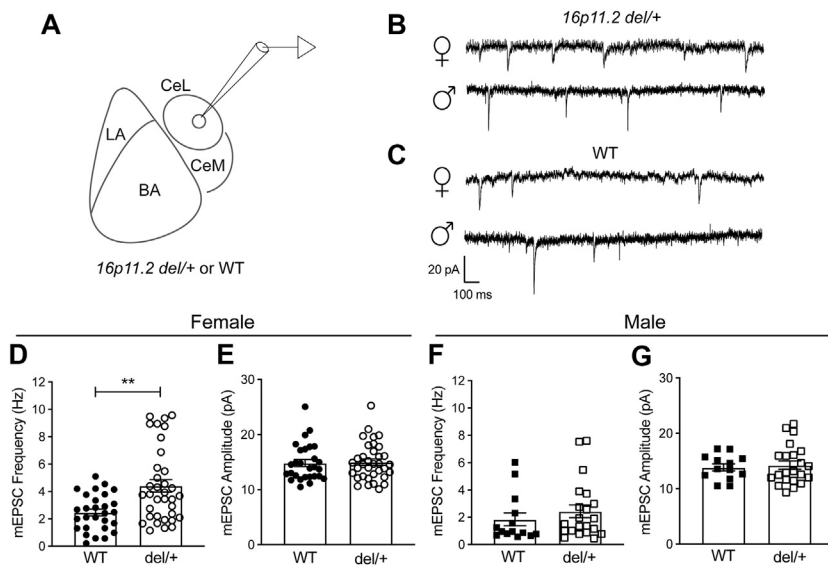 A
CeL
LA
CeM
BA
16p11.2 del/+ or WT
B
16p11.2 del/+
♀
♂
C
WT
♀
♂
20 pA
100 ms
Female
Male
D
mEPSC Frequency (Hz)
12
10
8
6
4
2
0
**
WT
del/+
E
mEPSC Amplitude (pA)
30
20
10
0
WT
del/+
F
mEPSC Frequency (Hz)
12
10
8
6
4
2
0
WT
del/+
G
mEPSC Amplitude (pA)
30
20
10
0
WT
del/+